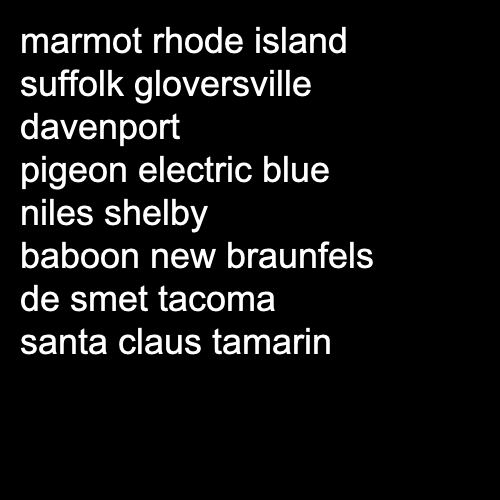 marmot rhode island
suffolk gloversville
davenport
pigeon electric blue
niles shelby
baboon new braunfels
de smet tacoma
santa claus tamarin